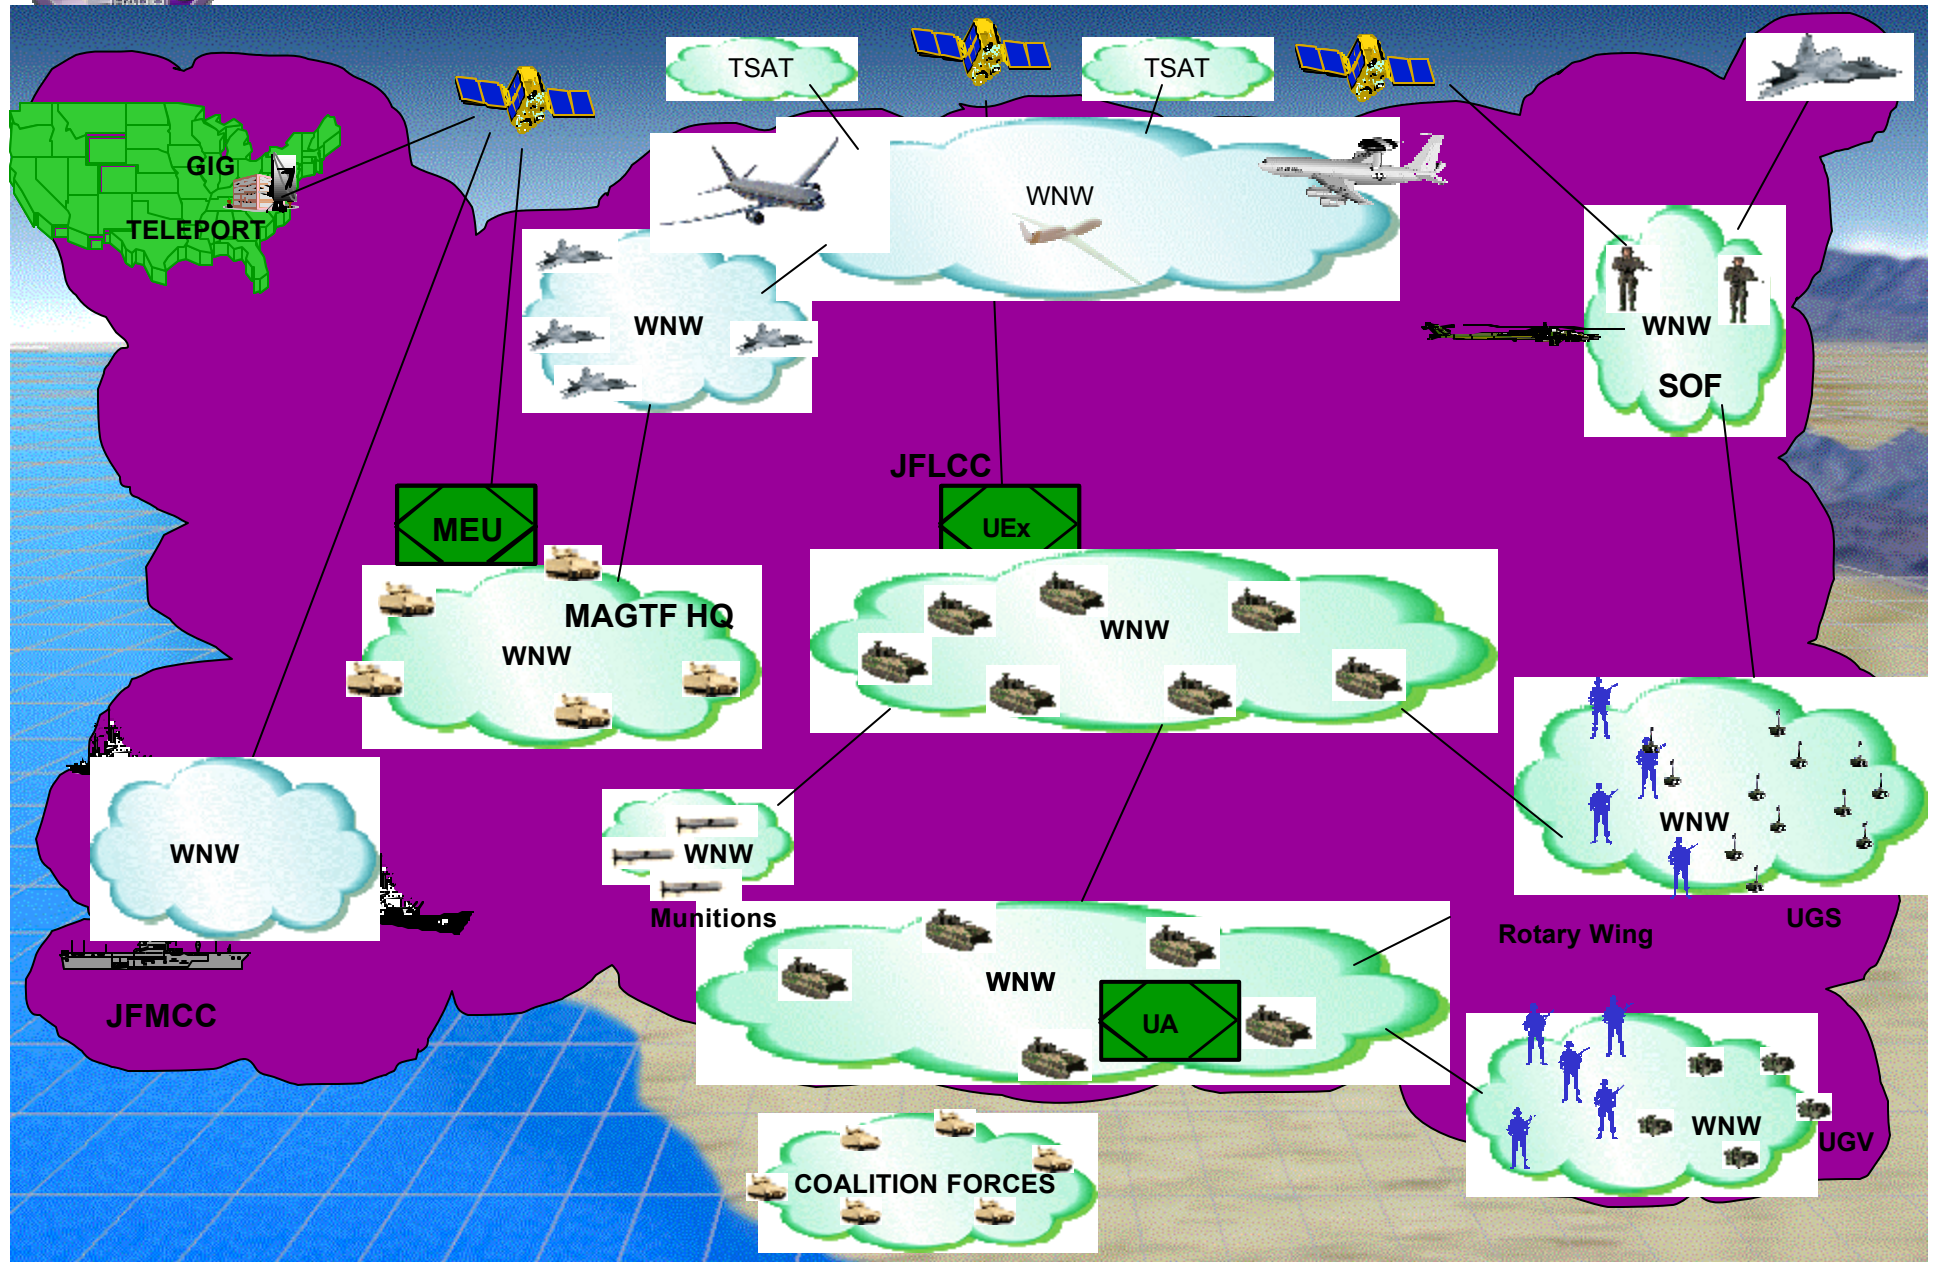 TSAT
TSAT
GIG
TELEPORT
WNW
WNW
WNW
SOF
JFLCC
MEU
UEx
MAGTF HQ
WNW
WNW
WNW
WNW
WNW
Munitions
UGS
Rotary Wing
WNW
UA
JFMCC
WNW
UGV
COALITION FORCES